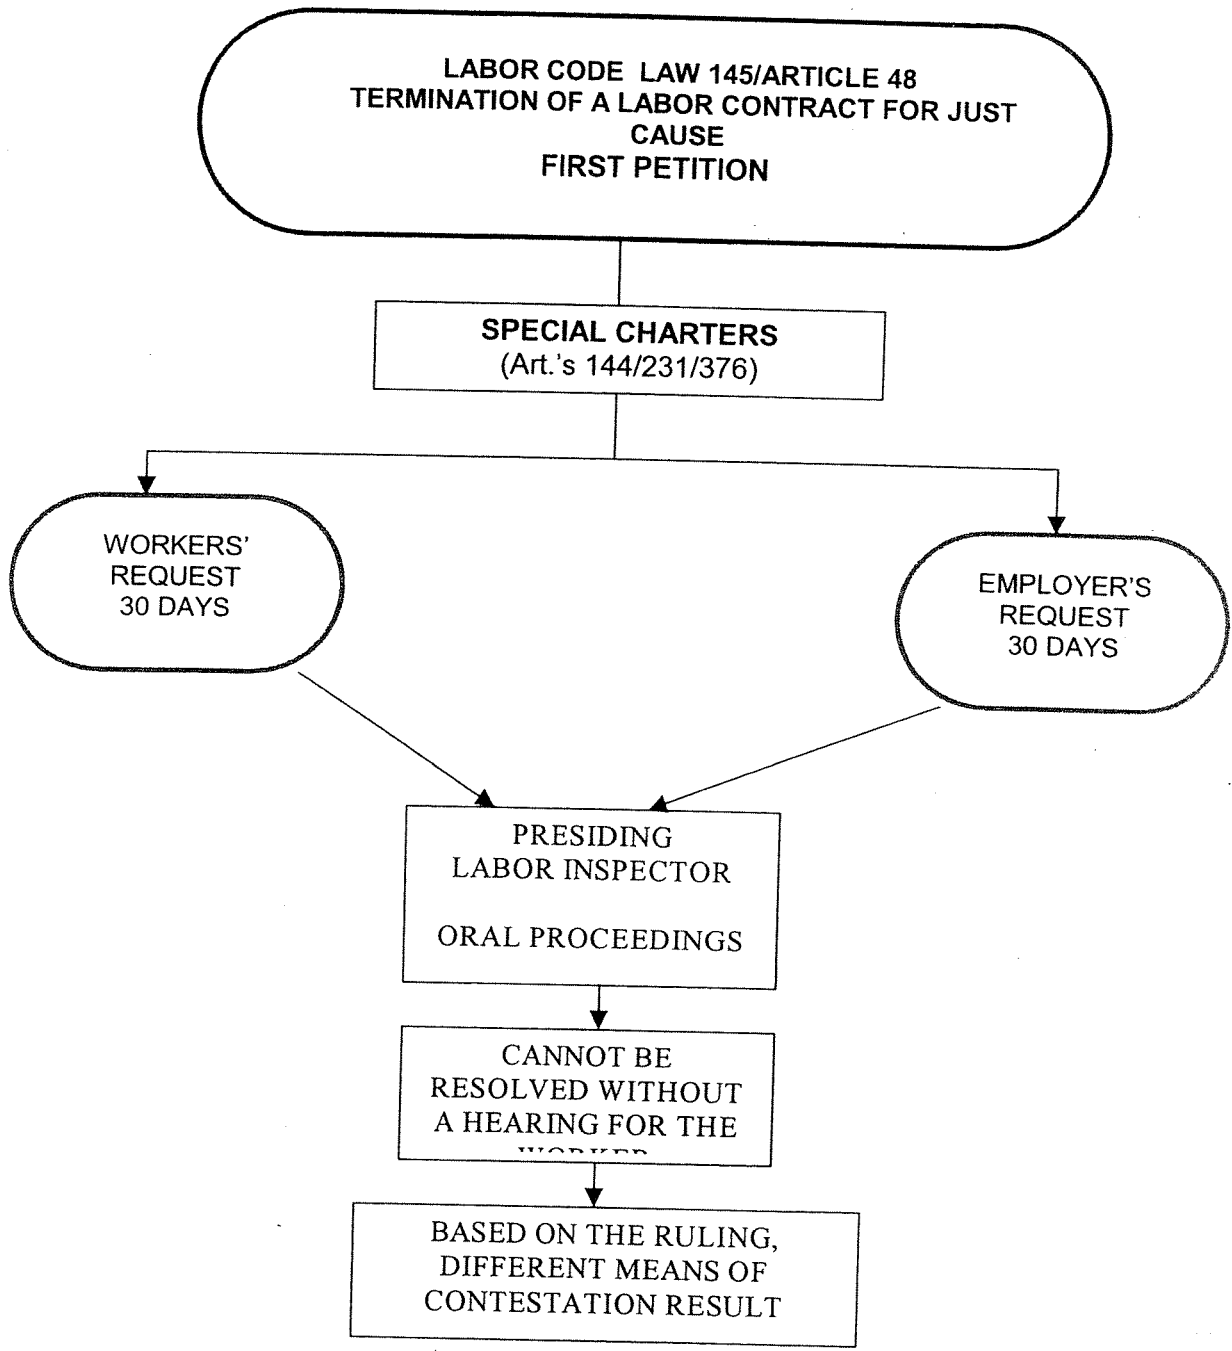 LABOR CODE LAW 145/ARTICLE 48
TERMINATION OF A LABOR CONTRACT FOR JUST
CAUSE
FIRST PETITION
SPECIAL CHARTERS
(Art.'s 144/231/376)
WORKERS'
REQUEST
30 DAYS
EMPLOYER'S
REQUEST
30 DAYS
PRESIDING
LABOR INSPECTOR
ORAL PROCEEDINGS
CANNOT BE
RESOLVED WITHOUT
A HEARING FOR THE
BASED ON THE RULING,
DIFFERENT MEANS OF
CONTESTATION RESULT